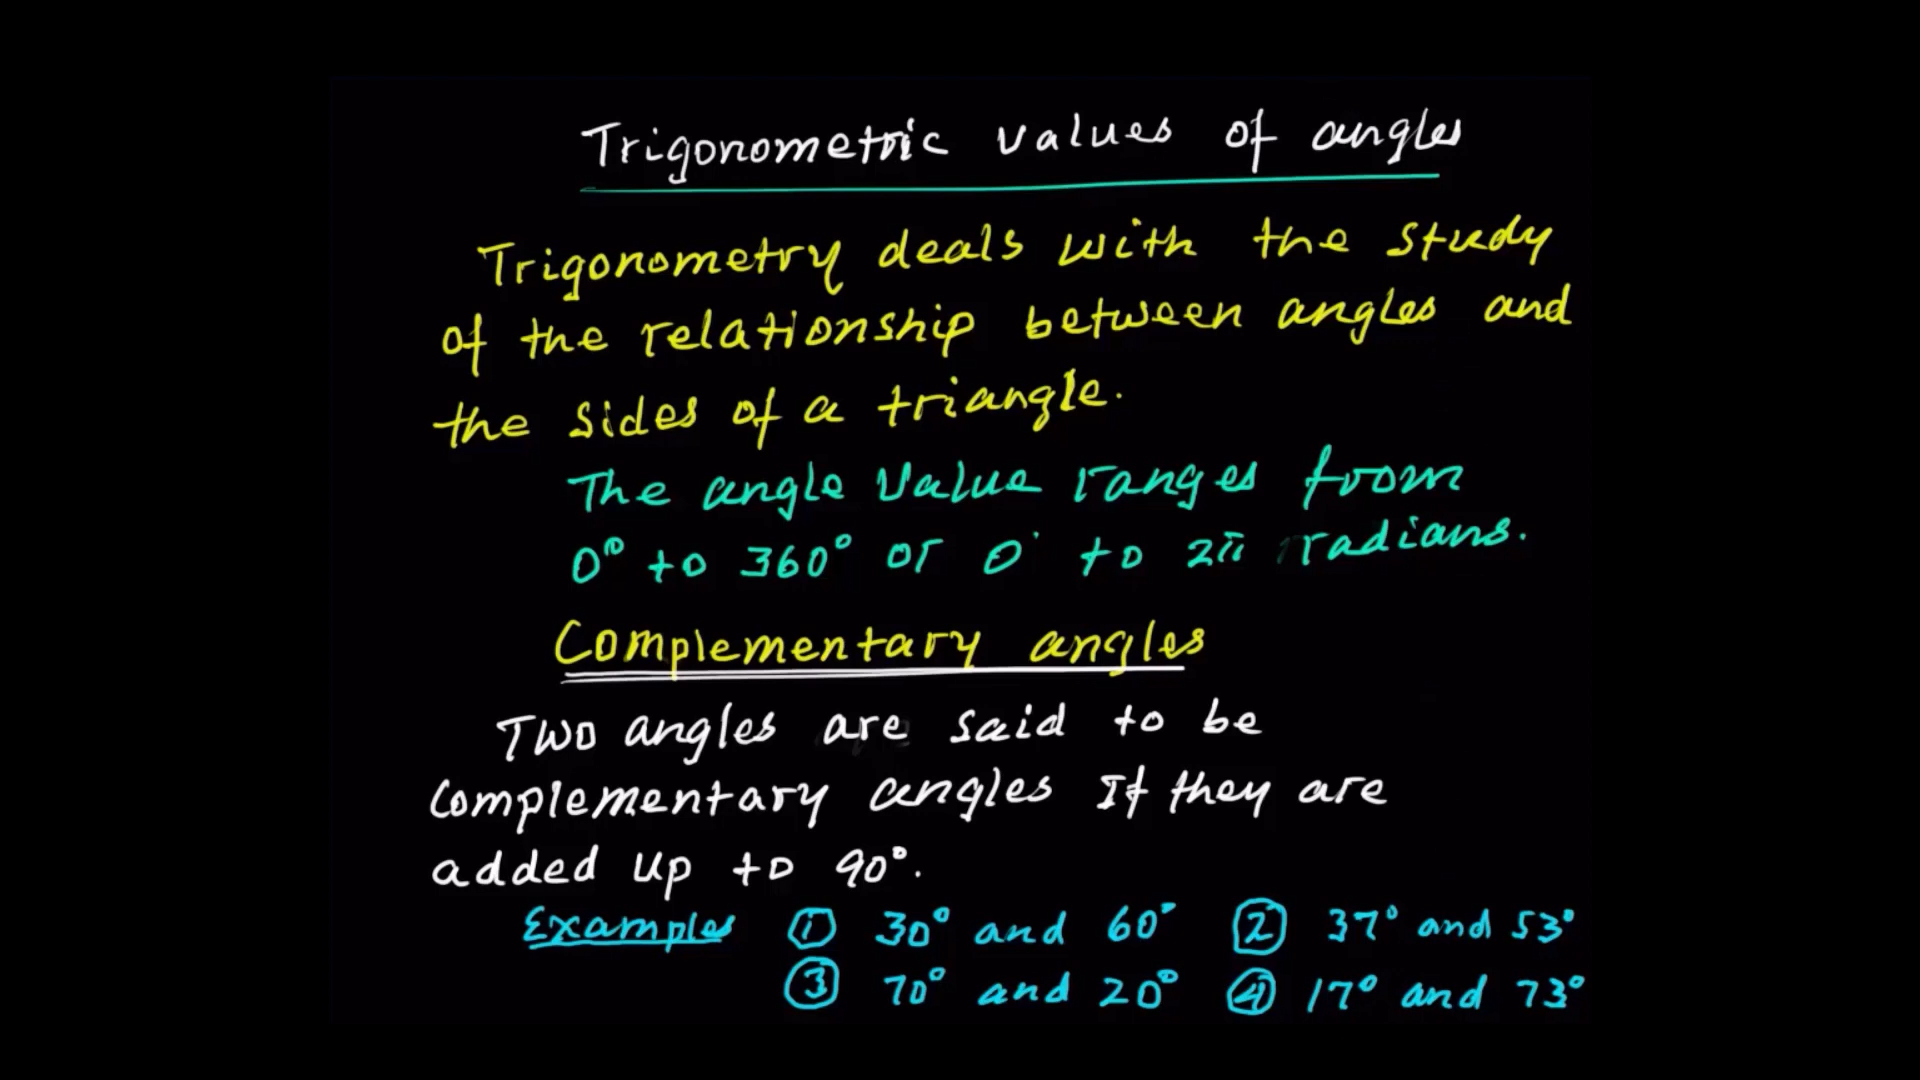 Trigonometric values of angles
Trigonometry deals with the study
of the relationship between angles and
the sides of a triangle.
The angle value ranges from
0° to 360° or 0 to 2π radians.
Complementary angles
Two angles are said to be
complementary angles If they are
added up to 90°.
Examples ① 30° and 60° ② 37° and 53°
③ 70° and 20° ④ 17° and 73°